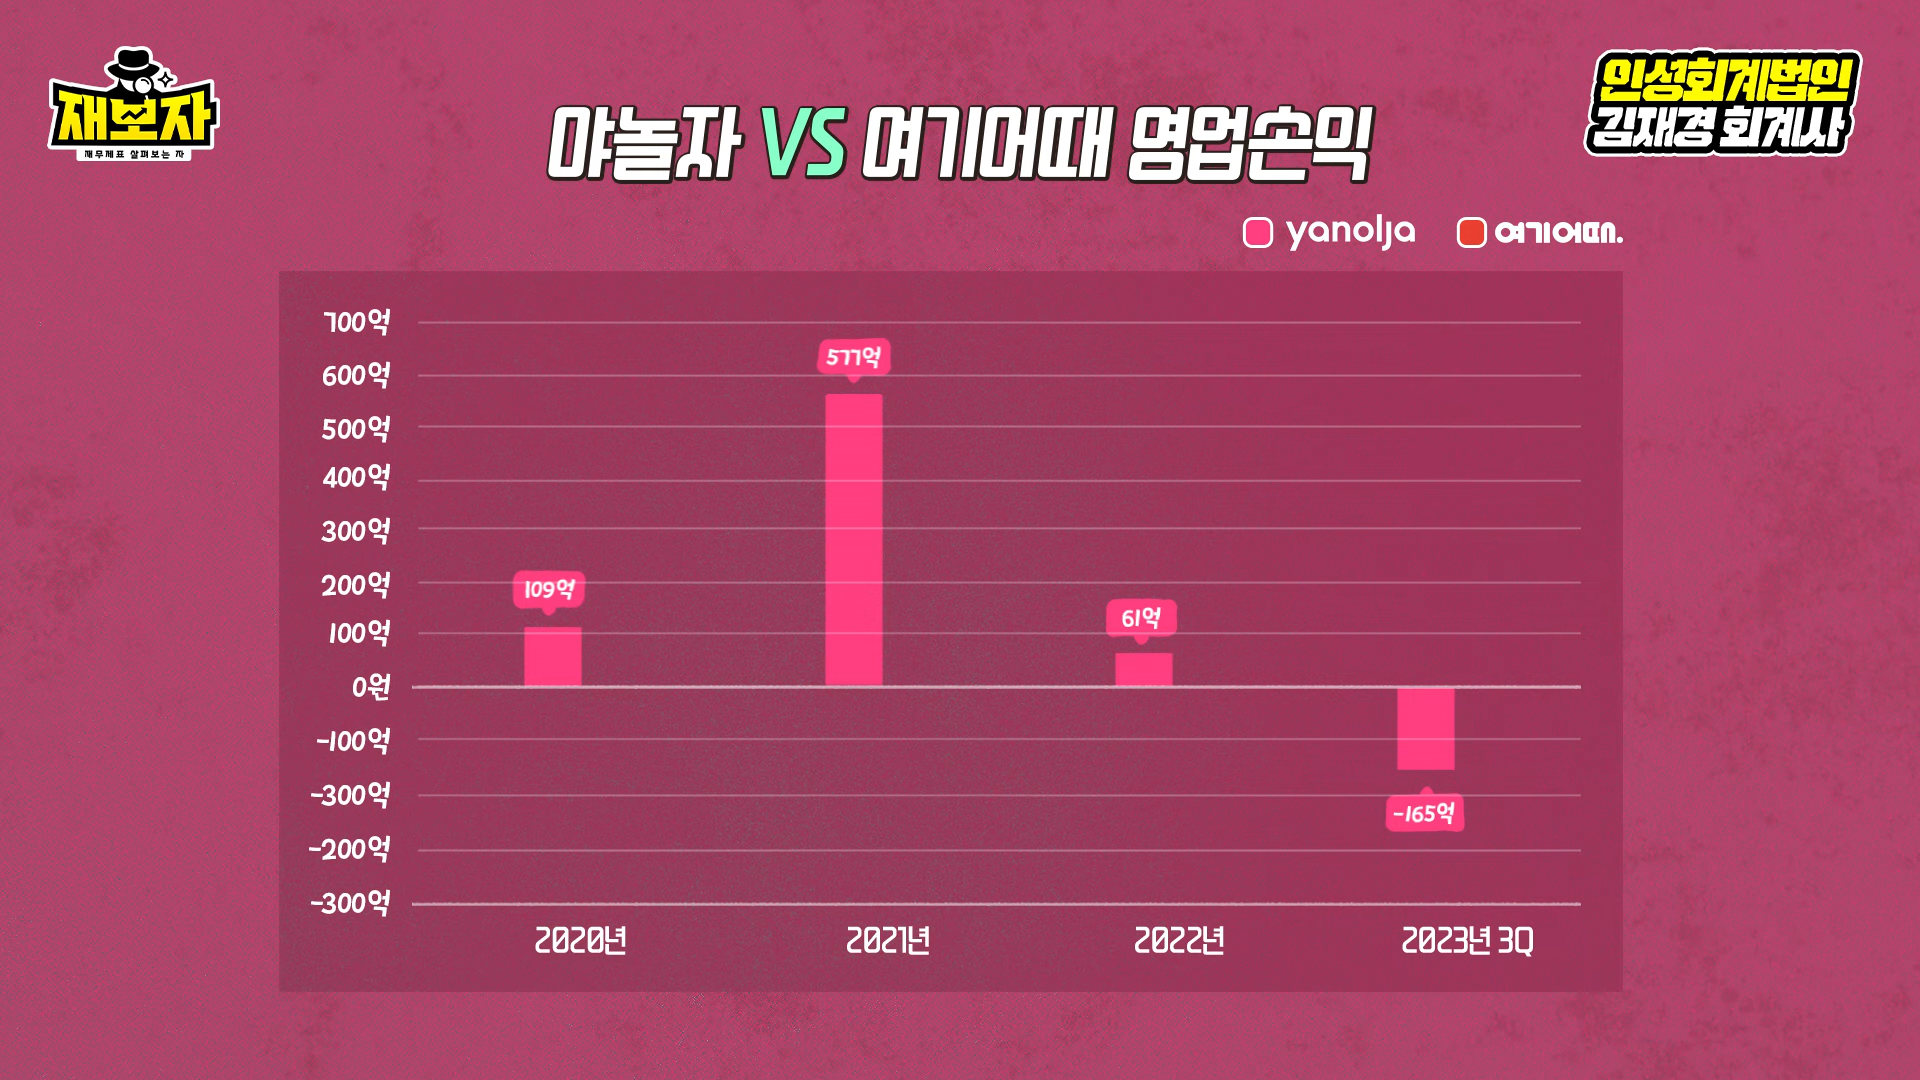 재보자
재무제표 살펴보는 자
인성회계법인
김재경 회계사
야놀자 VS 여기어때 영업손익
yanolja
여기어때.
700억
600억
500억
400억
300억
200억
100억
0원
-100억
-300억
-200억
-300억
109억
577억
61억
-165억
2020년
2021년
2022년
2023년 3Q